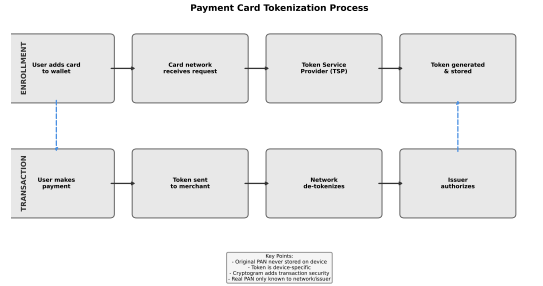 Payment Card Tokenization Process
ENROLLMENT
User adds card
to wallet
Card network
receives request
Token Service
Provider (TSP)
Token generated
& stored
TRANSACTION
User makes
payment
Token sent
to merchant
Network
de-tokenizes
Issuer
authorizes
Key Points:
- Original PAN never stored on device
- Token is device-specific
- Cryptogram adds transaction security
- Real PAN only known to network/issuer